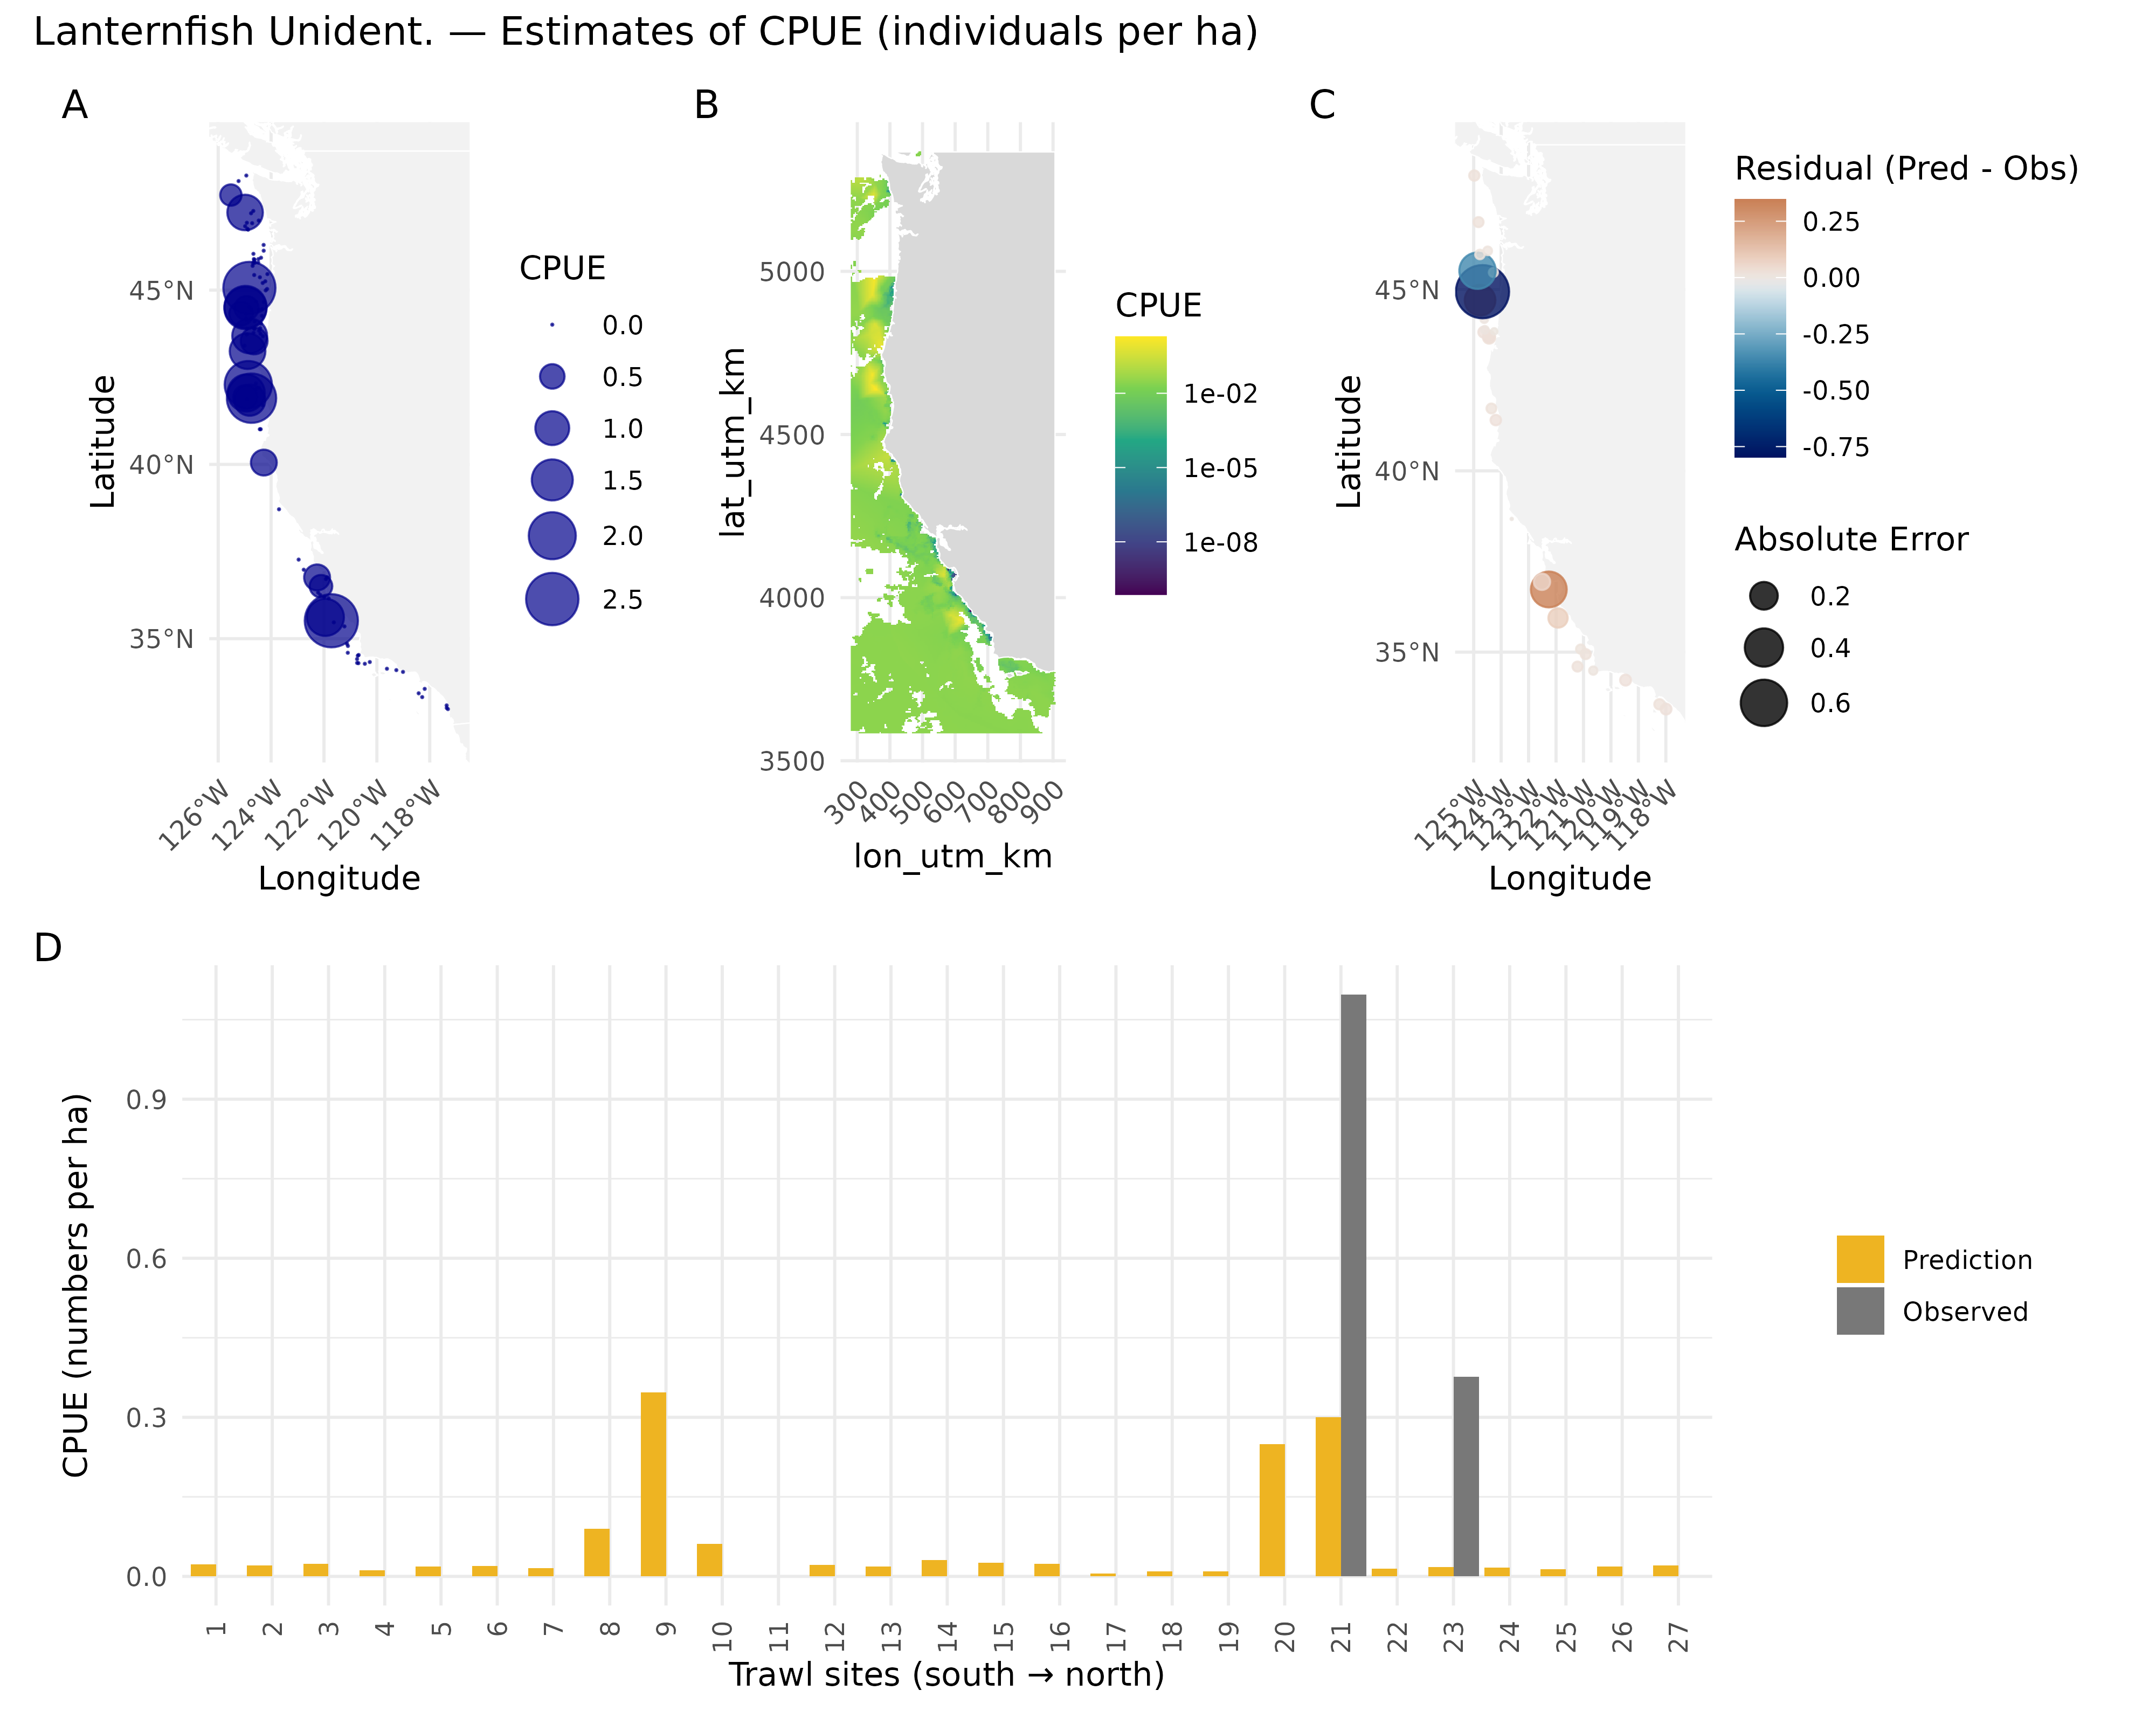 Lanternfish Unident. — Estimates of CPUE (individuals per ha)
A
Latitude
45°N
40°N
35°N
126°W
124°W
122°W
120°W
118°W
Longitude
CPUE
0.0
0.5
1.0
1.5
2.0
2.5
B
lat_utm_km
5000
4500
4000
3500
300
400
500
600
700
800
900
lon_utm_km
CPUE
1e-02
1e-05
1e-08
C
Latitude
45°N
40°N
35°N
125°W
124°W
123°W
122°W
121°W
120°W
119°W
118°W
Longitude
Residual (Pred - Obs)
0.25
0.00
-0.25
-0.50
-0.75
Absolute Error
0.2
0.4
0.6
D
CPUE (numbers per ha)
0.9
0.6
0.3
0.0
1
2
3
4
5
6
7
8
9
10
11
12
13
14
15
16
17
18
19
20
21
22
23
24
25
26
27
Trawl sites (south → north)
Prediction
Observed